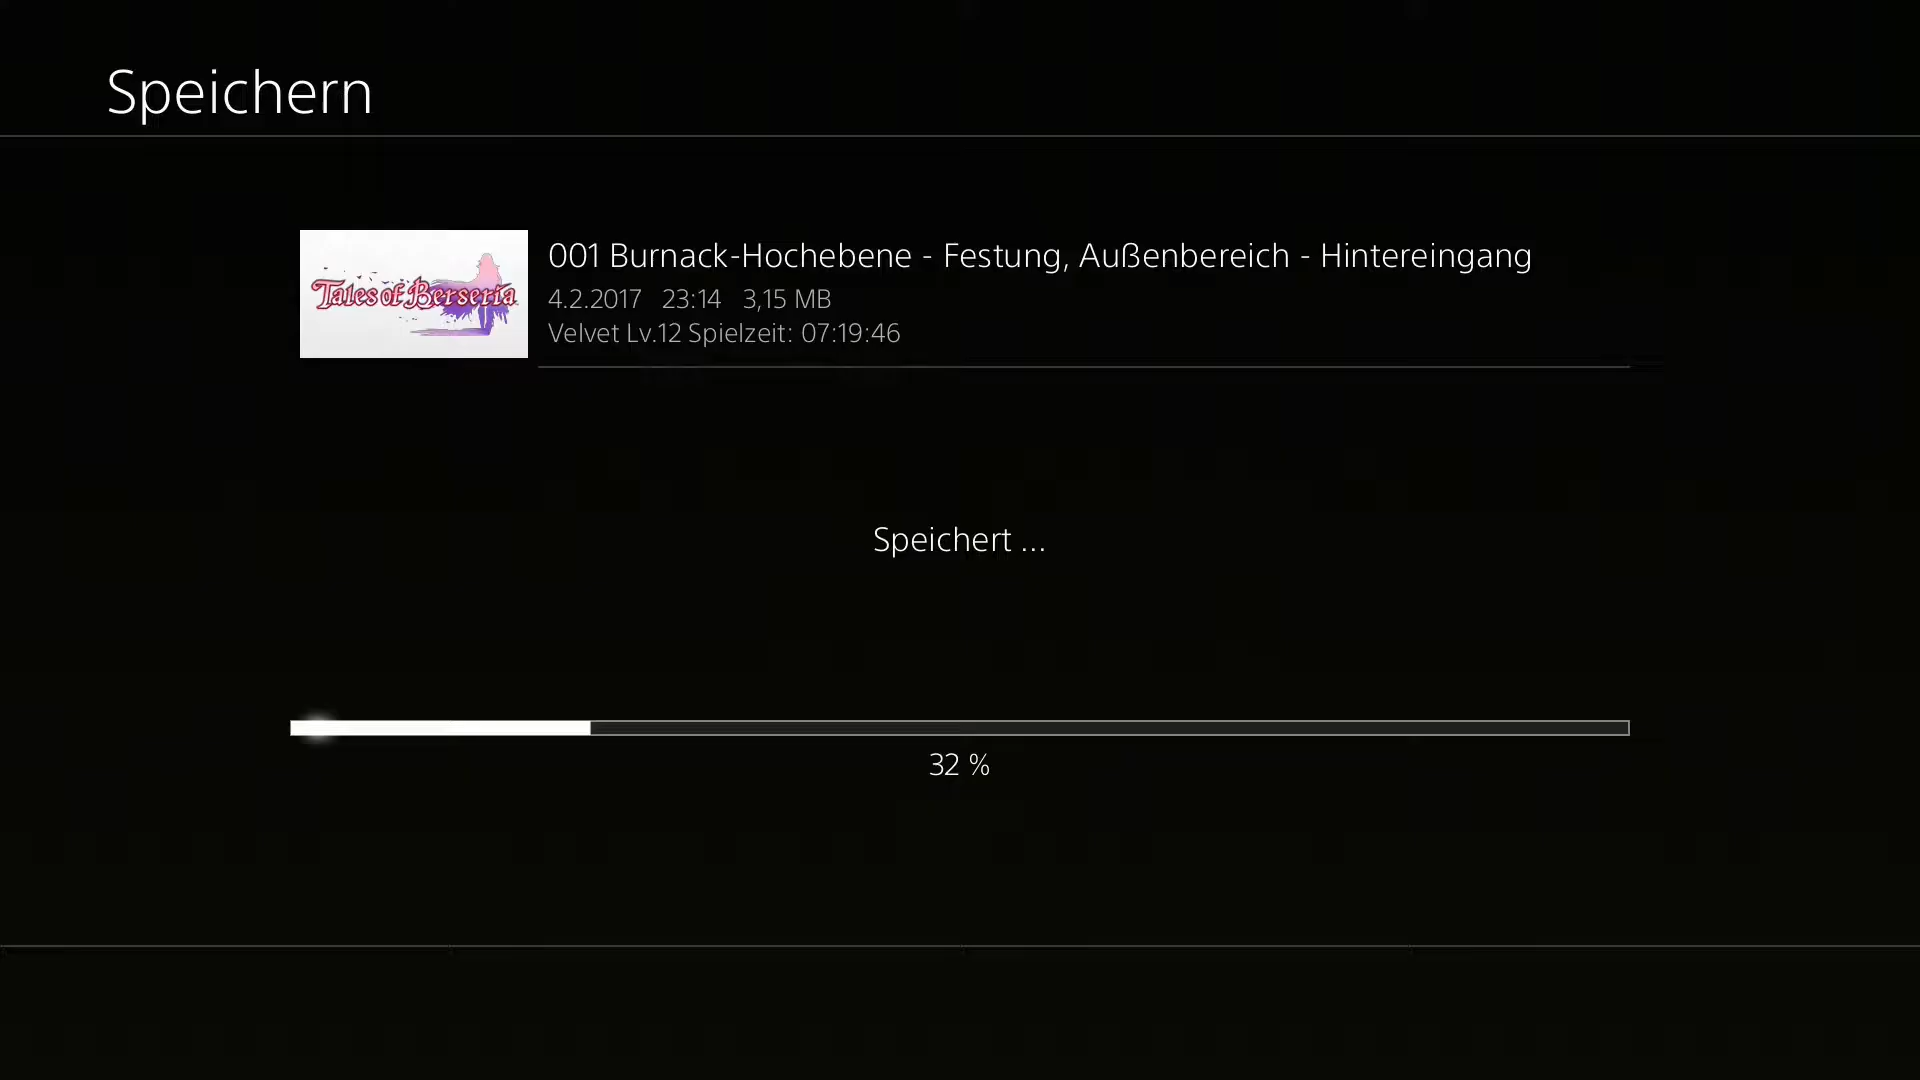 Speichern
Tales of Berseria
001 Burnack-Hochebene - Festung, Außenbereich - Hintereingang
4.2.2017 23:14 3,15 MB
Velvet Lv.12 Spielzeit: 07:19:46
Speichert ...
32 %